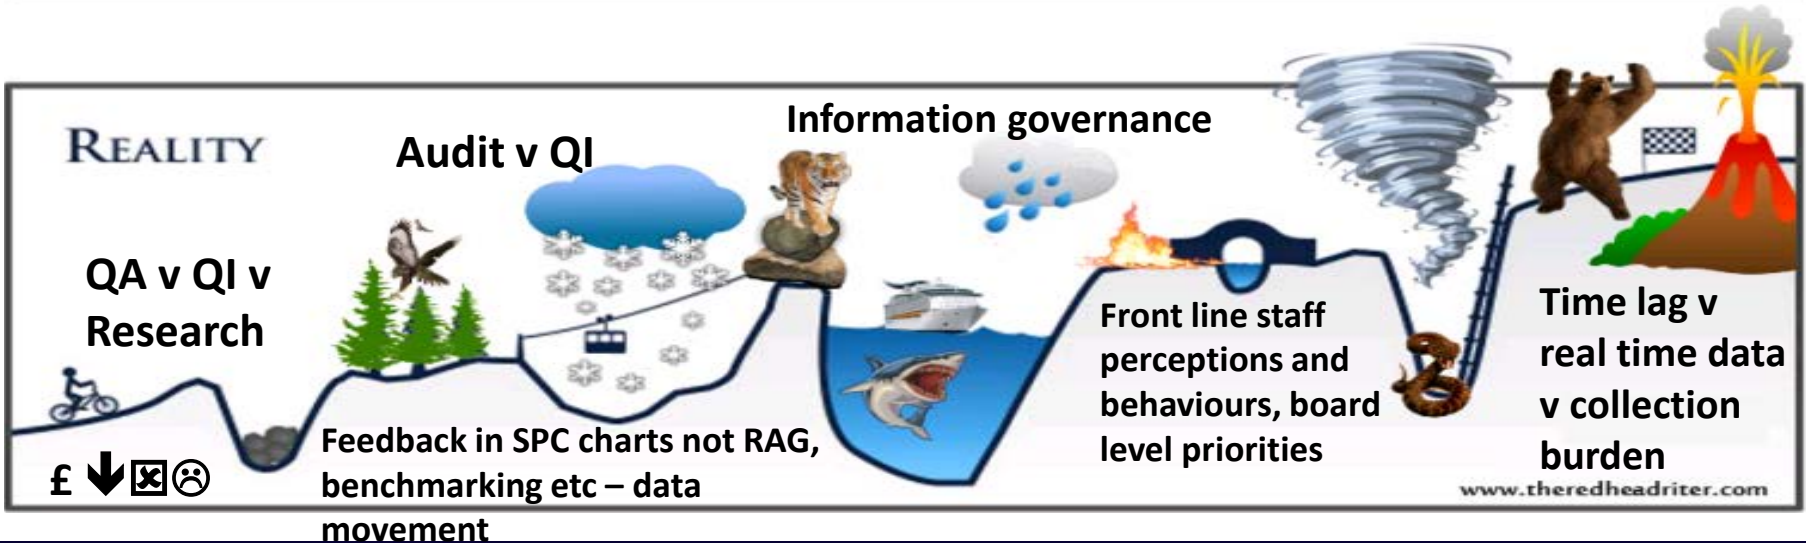 REALITY
Audit v QI
Information governance
QA v QI v
Research
Front line staff
perceptions and
behaviours, board
level priorities
Time lag v
real time data
v collection
burden
Feedback in SPC charts not RAG,
benchmarking etc – data
movement
£ 🡻 🗷 ☹
www.theredheadriter.com